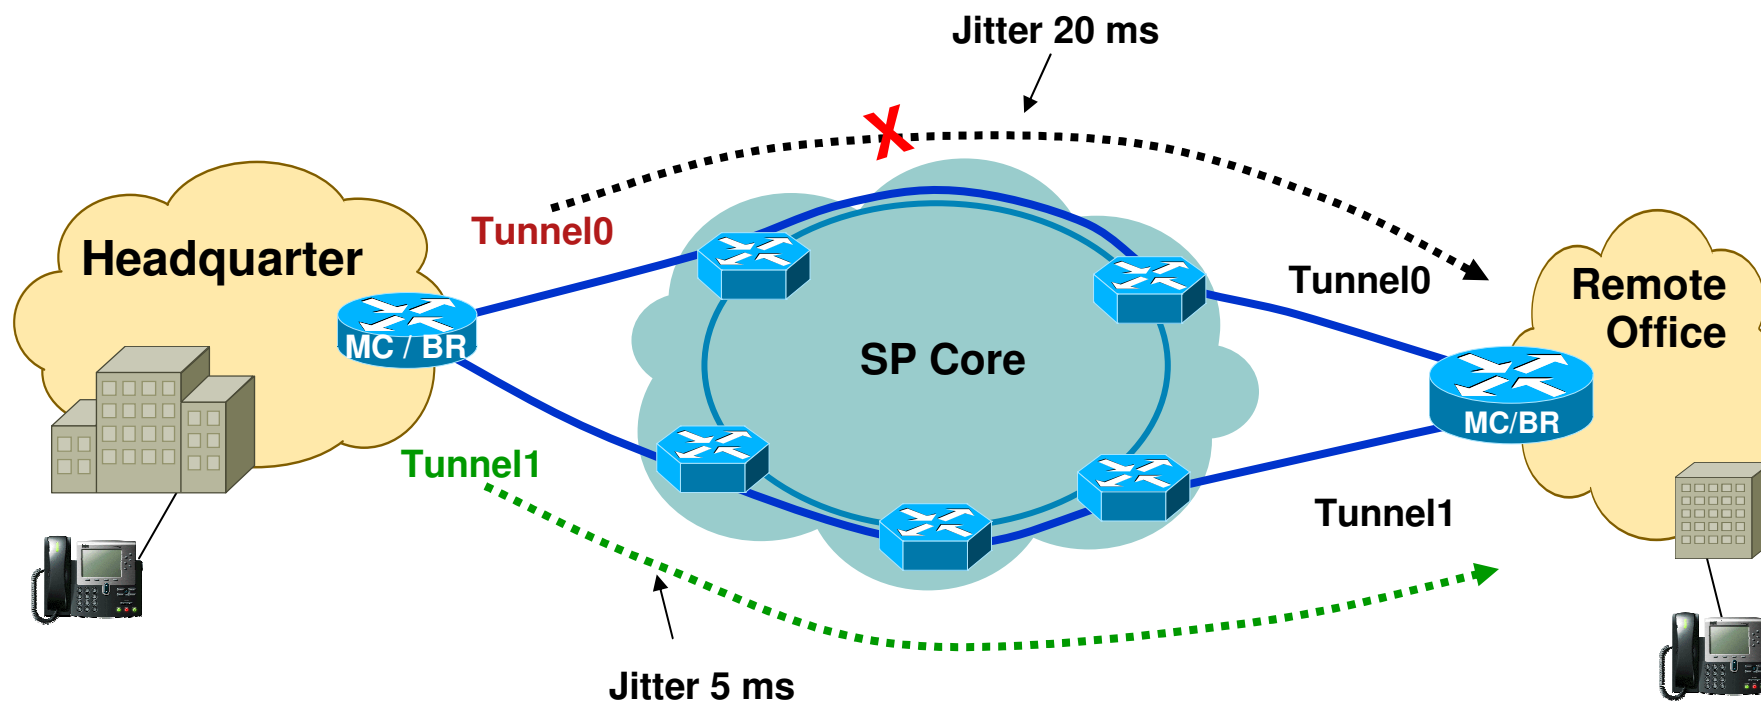 Jitter 20 ms
X
Tunnel0
Headquarter
Tunnel0
Remote
Office
MC / BR
SP Core
MC/BR
Tunnel1
Tunnel1
Jitter 5 ms